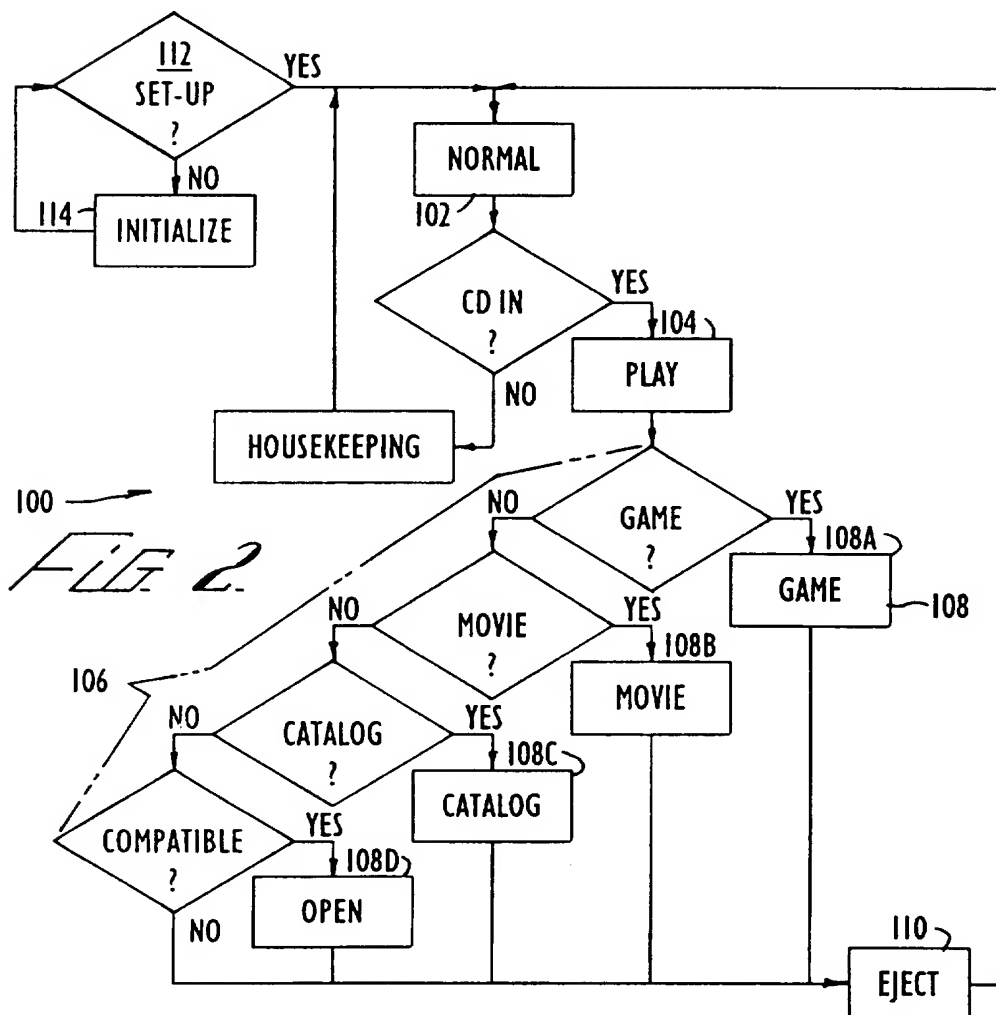 112
SET-UP
?
YES
NO
114
INITIALIZE
NORMAL
102
CD IN
?
YES
NO
HOUSEKEEPING
104
PLAY
100
FIG 2
GAME
?
YES
NO
108A
GAME
108
MOVIE
?
YES
NO
108B
MOVIE
106
CATALOG
?
YES
NO
108C
CATALOG
COMPATIBLE
?
YES
NO
108D
OPEN
110
EJECT